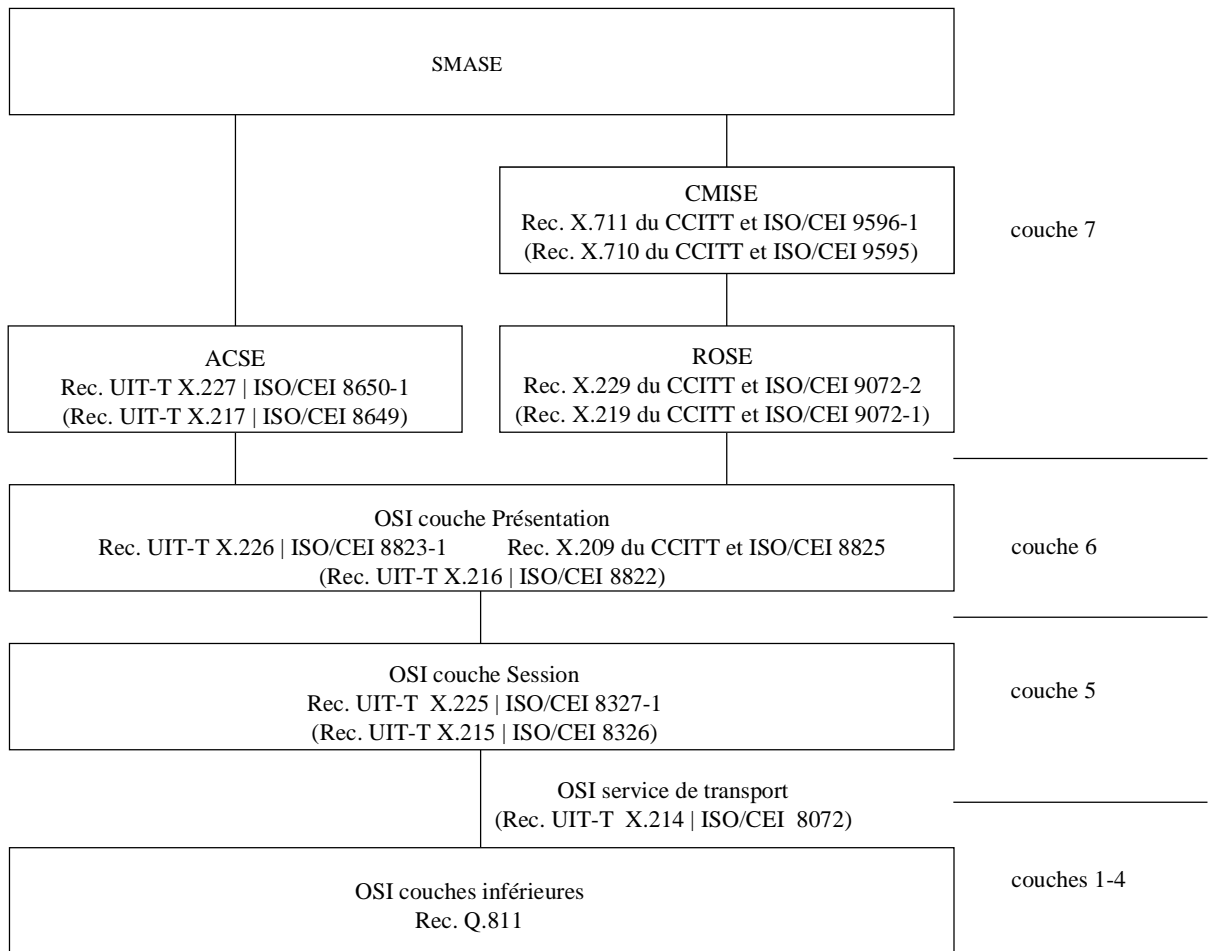 SMASE
CMISE
Rec. X.711 du CCITT et ISO/CEI 9596-1
(Rec. X.710 du CCITT et ISO/CEI 9595)
couche 7
ACSE
Rec. UIT-T X.227 | ISO/CEI 8650-1
(Rec. UIT-T X.217 | ISO/CEI 8649)
ROSE
Rec. X.229 du CCITT et ISO/CEI 9072-2
(Rec. X.219 du CCITT et ISO/CEI 9072-1)
OSI couche Présentation
Rec. UIT-T X.226 | ISO/CEI 8823-1 Rec. X.209 du CCITT et ISO/CEI 8825
(Rec. UIT-T X.216 | ISO/CEI 8822)
couche 6
OSI couche Session
Rec. UIT-T X.225 | ISO/CEI 8327-1
(Rec. UIT-T X.215 | ISO/CEI 8326)
couche 5
OSI service de transport
(Rec. UIT-T X.214 | ISO/CEI 8072)
OSI couches inférieures
Rec. Q.811
couches 1-4